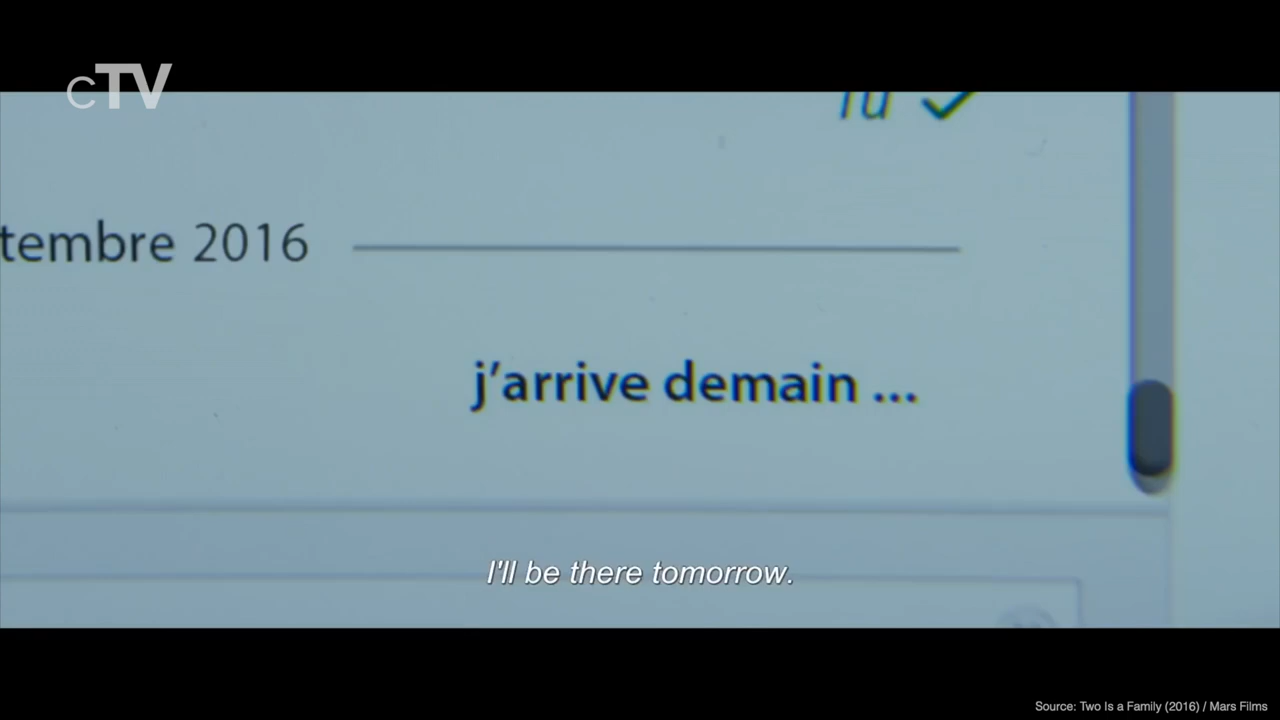 cTV
lu
tembre 2016
j'arrive demain ...
I'll be there tomorrow.
Source: Two Is a Family (2016) / Mars Films